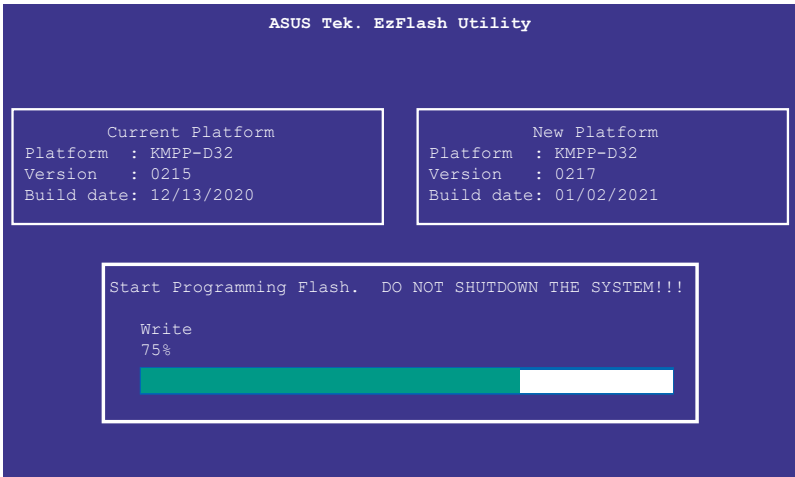 ASUS Tek. EzFlash Utility
Current Platform
Platform : KMPP-D32
Version : 0215
Build date: 12/13/2020
New Platform
Platform : KMPP-D32
Version : 0217
Build date: 01/02/2021
Start Programming Flash. DO NOT SHUTDOWN THE SYSTEM!!!
Write
75%